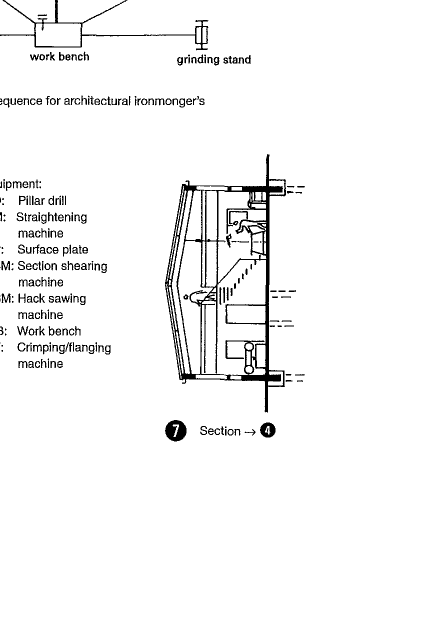 work bench
grinding stand
equence for architectural ironmonger's
uipment:
Pillar drill
M: Straightening
machine
Surface plate
M: Section shearing
machine
M: Hack sawing
machine
B: Work bench
Crimping/flanging
machine
7 Section → 4